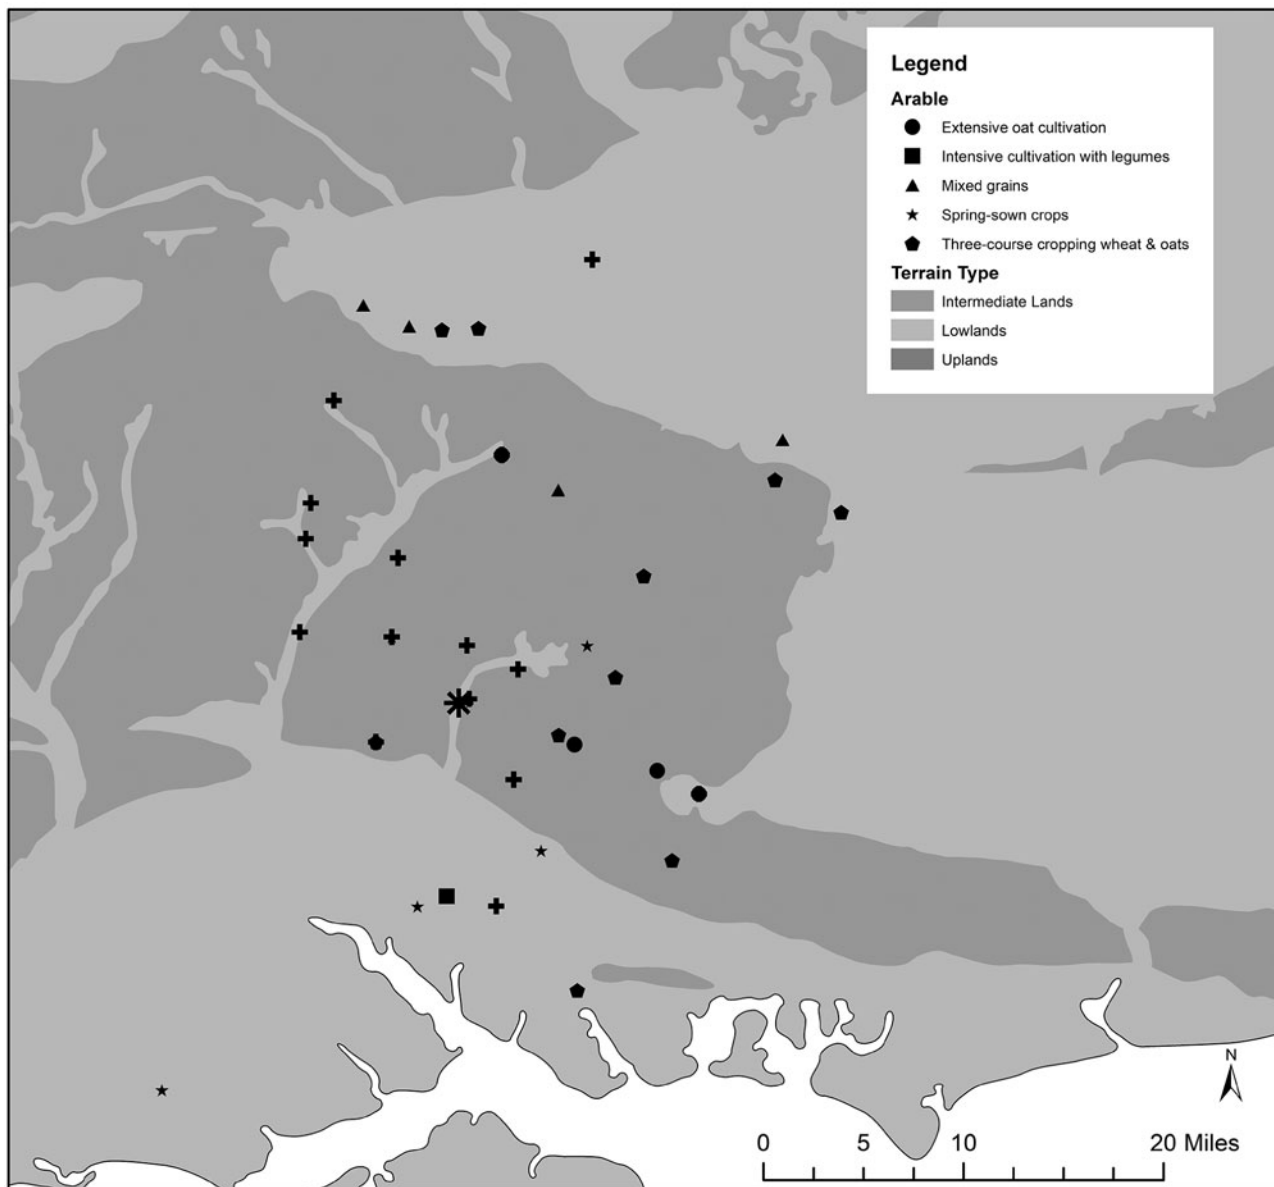 Legend
Arable
Extensive oat cultivation
Intensive cultivation with legumes
Mixed grains
Spring-sown crops
Three-course cropping wheat & oats
Terrain Type
Intermediate Lands
Lowlands
Uplands
N
0 5 10 20 Miles